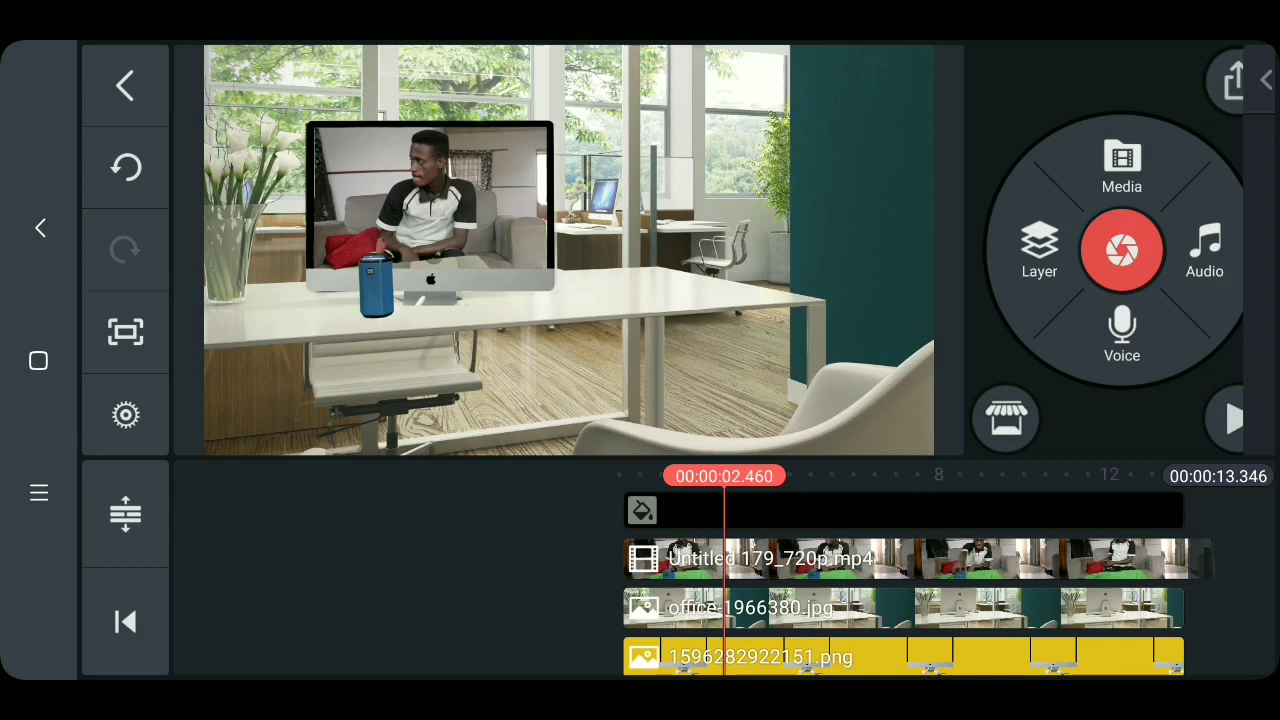 Media
Layer
Audio
Voice
00:00:02.460
8
12
00:00:13.346
Untitled 179_720p.mp4
office-1966380.jpg
1596282922151.png